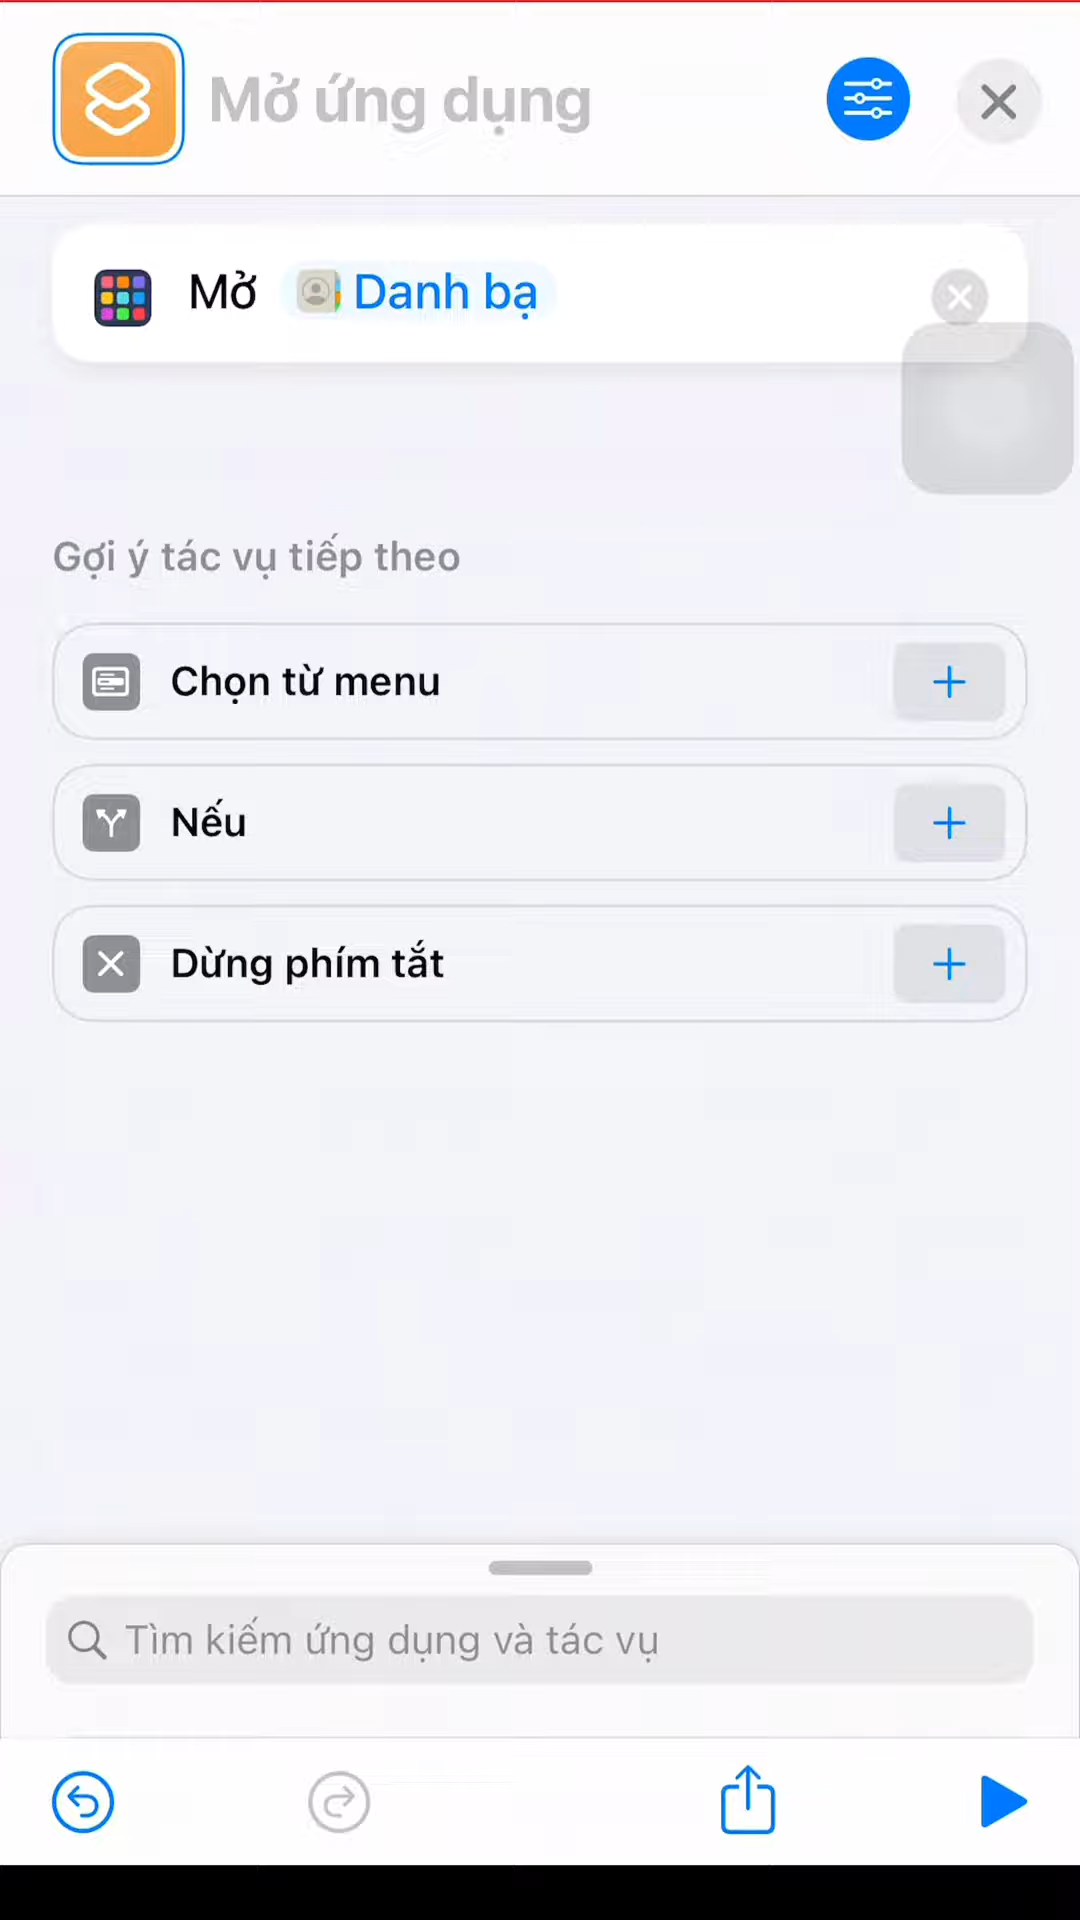 Mở ứng dụng
Mở Danh bạ
Gợi ý tác vụ tiếp theo
Chọn từ menu
Nếu
Dừng phím tắt
Tìm kiếm ứng dụng và tác vụ